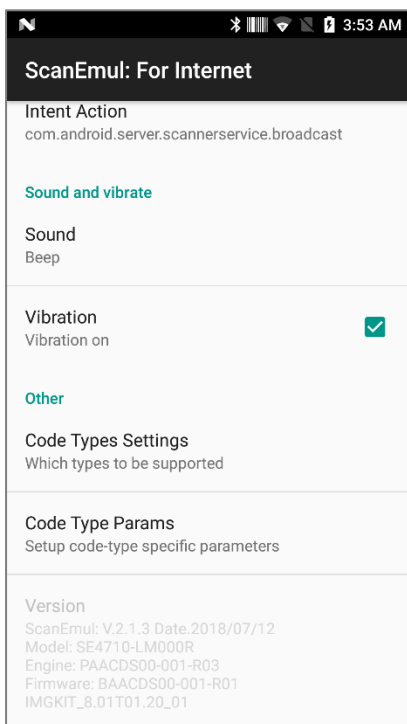 3:53 AM
ScanEmul: For Internet
Intent Action
com.android.server.scannerservice.broadcast
Sound and vibrate
Sound
Beep
Vibration
Vibration on
Other
Code Types Settings
Which types to be supported
Code Type Params
Setup code-type specific parameters
Version
ScanEmul: V.2.1.3 Date.2018/07/12
Model: SE4710-LM000R
Engine: PAACDS00-001-R03
Firmware: BAACDS00-001-R01
IMGKIT_8.01T01.20_01